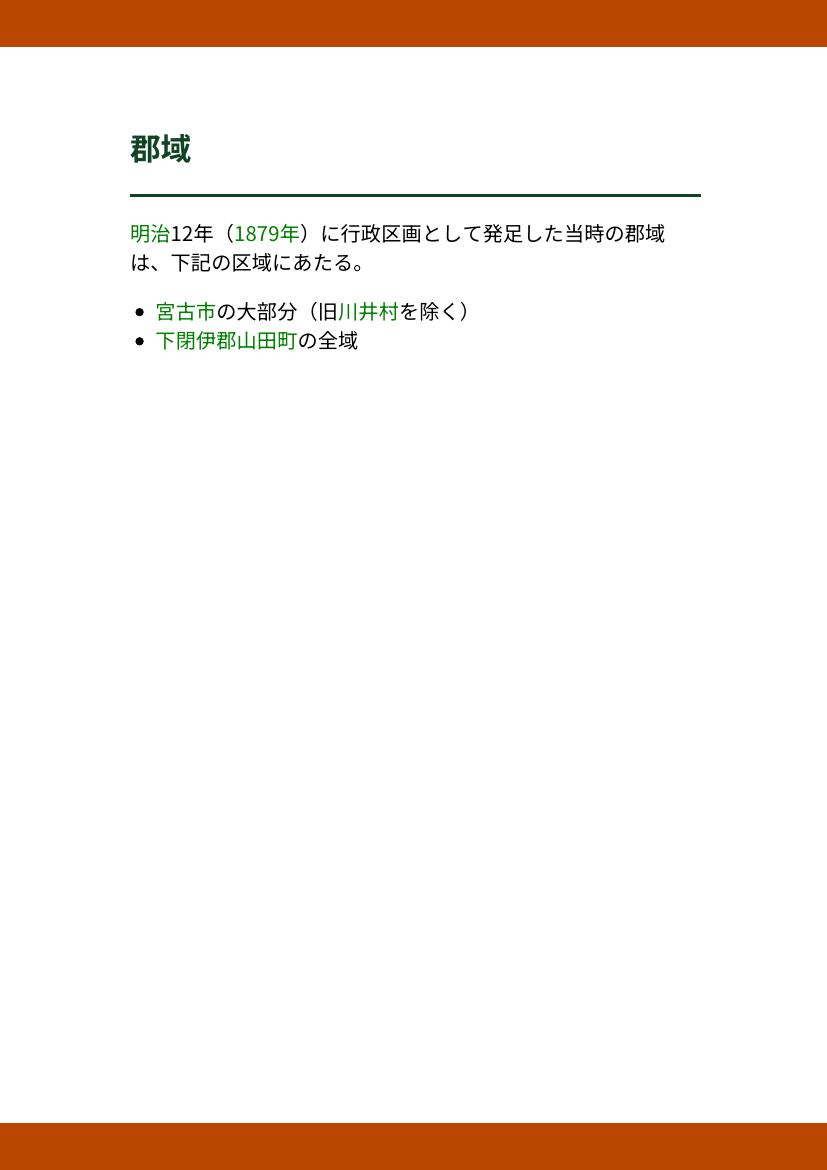 郡域
明治12年（1879年）に行政区画として発足した当時の郡域
は、下記の区域にあたる。
• 宮古市の大部分（旧川井村を除く）
• 下閉伊郡山田町の全域